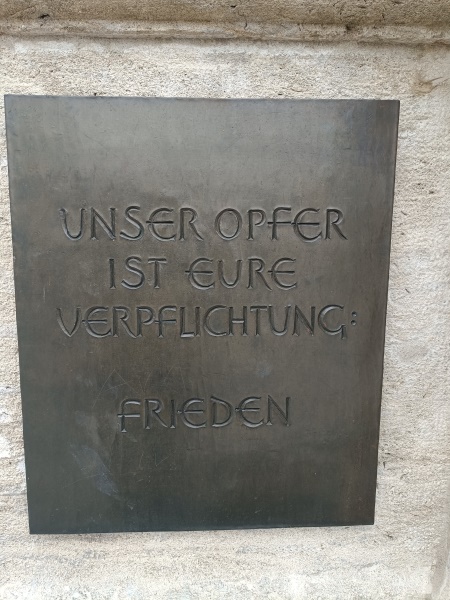 UNSER OPFER
IST EURE
VERPFLICHTUNG:
FRIEDEN